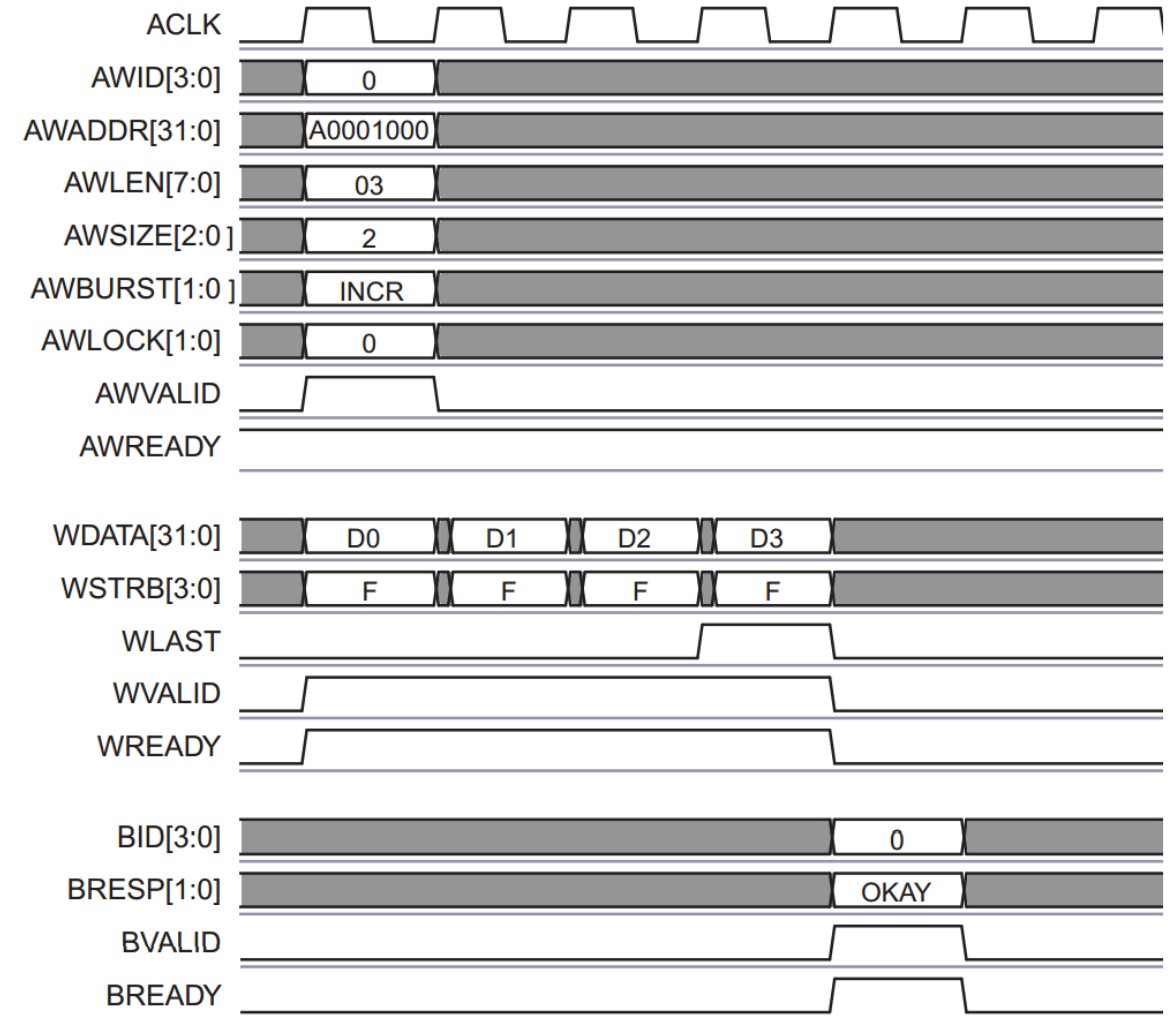 ACLK
AWID[3:0] 0
AWADDR[31:0] A0001000
AWLEN[7:0] 03
AWSIZE[2:0 ] 2
AWBURST[1:0 ] INCR
AWLOCK[1:0] 0
AWVALID
AWREADY
WDATA[31:0] D0 D1 D2 D3
WSTRB[3:0] F F F F
WLAST
WVALID
WREADY
BID[3:0] 0
BRESP[1:0] OKAY
BVALID
BREADY